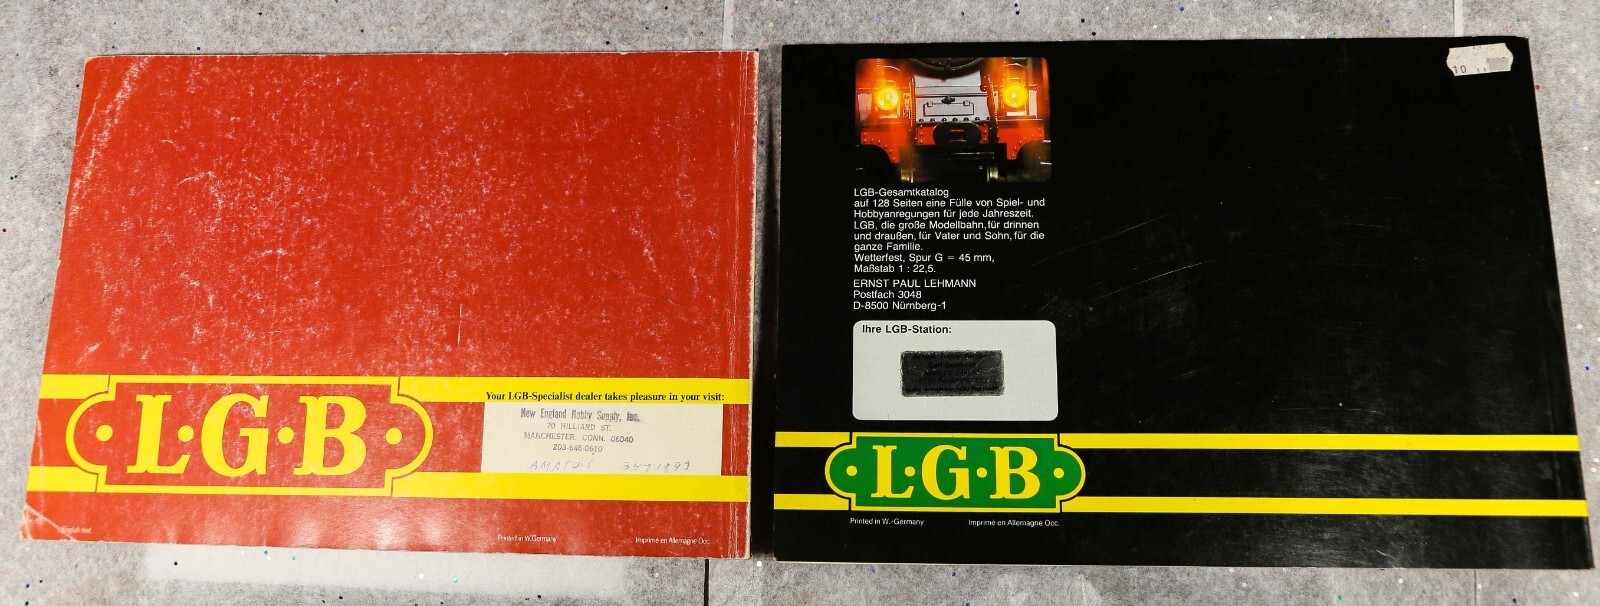 Your LGB-Specialist dealer takes pleasure in your visit:
New England Hobby Supply, Inc.
70 HILLIARD ST.
MANCHESTER, CONN. 06040
203-646-0610
AMATO'S
L·G·B
English text
Printed in W.Germany
Imprimé en Allemagne Occ.
10
LGB-Gesamtkatalog
auf 128 Seiten eine Fülle von Spiel- und
Hobbyanregungen für jede Jahreszeit.
LGB, die große Modellbahn, für drinnen
und draußen, für Vater und Sohn, für die
ganze Familie.
Wetterfest, Spur G = 45 mm,
Maßstab 1 : 22,5.
ERNST PAUL LEHMANN
Postfach 3048
D-8500 Nürnberg-1
Ihre LGB-Station:
L·G·B
Printed in W.-Germany
Imprimé en Allemagne Occ.